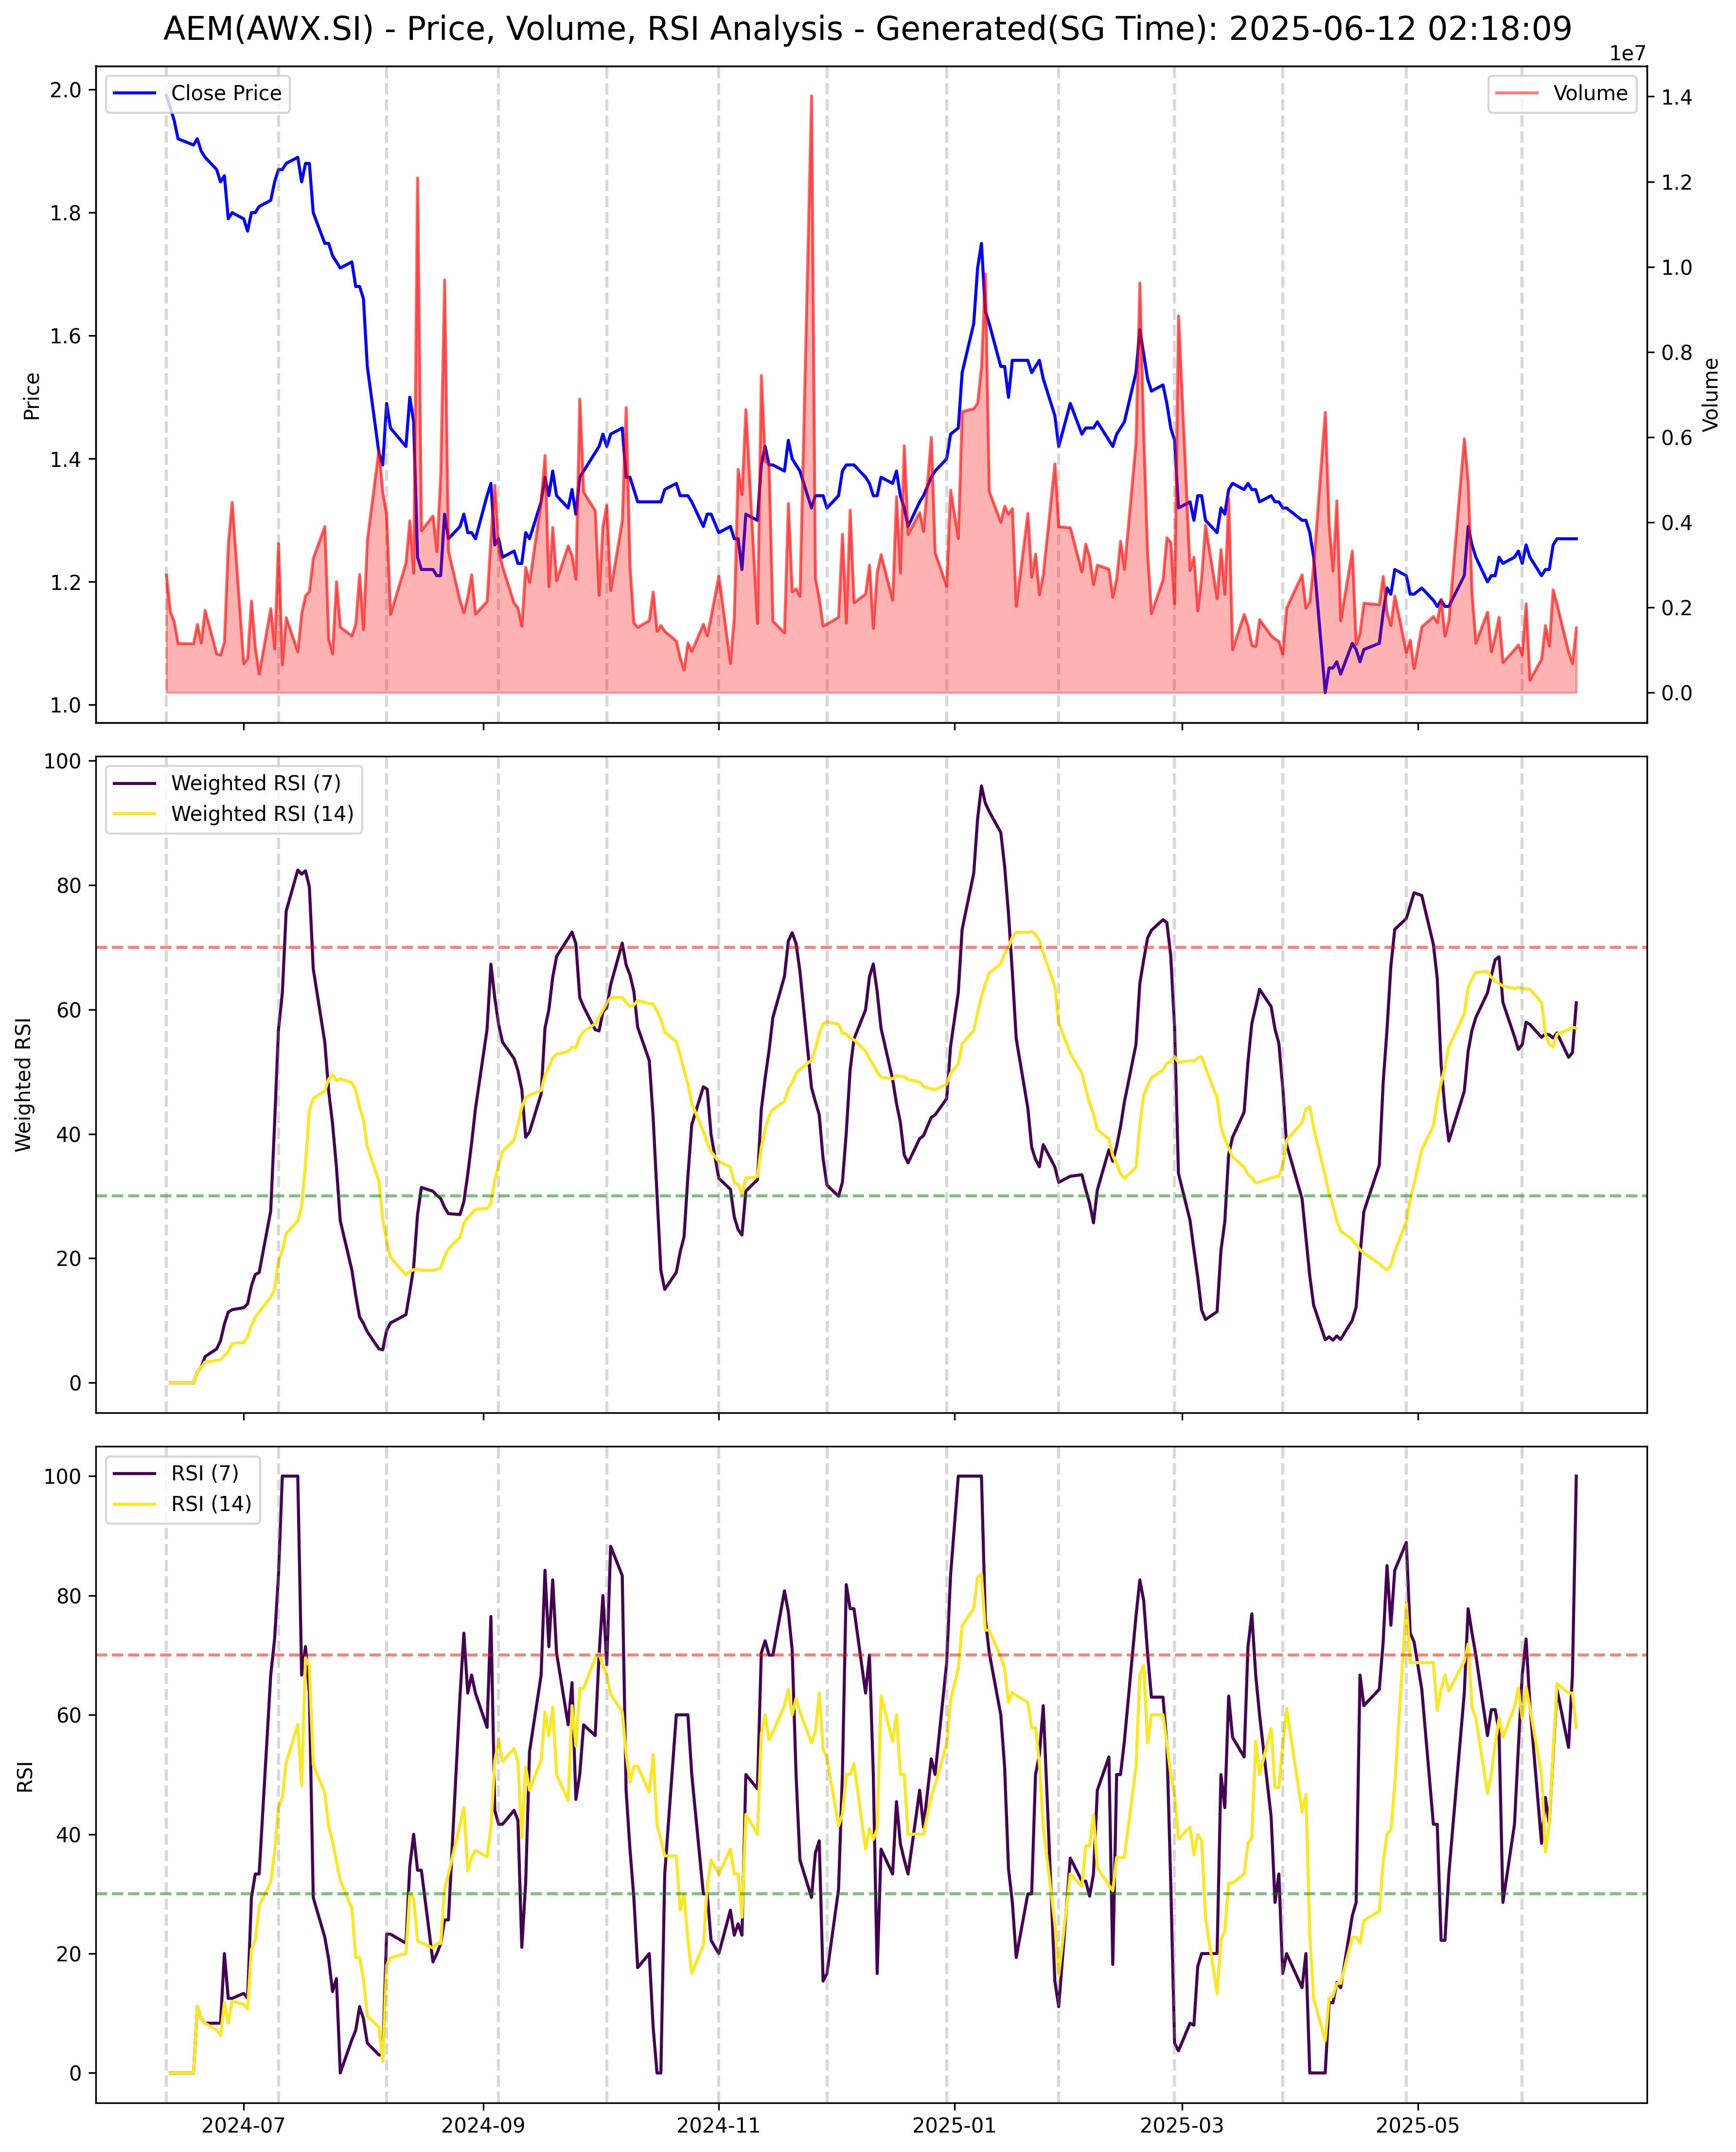 AEM(AWX.SI) - Price, Volume, RSI Analysis - Generated(SG Time): 2025-06-12 02:18:09
1e7
Close Price
Volume
2.0
1.8
1.6
1.4
1.2
1.0
Price
1.4
1.2
1.0
0.8
0.6
0.4
0.2
0.0
Volume
Weighted RSI (7)
Weighted RSI (14)
100
80
60
40
20
0
Weighted RSI
RSI (7)
RSI (14)
100
80
60
40
20
0
RSI
2024-07
2024-09
2024-11
2025-01
2025-03
2025-05